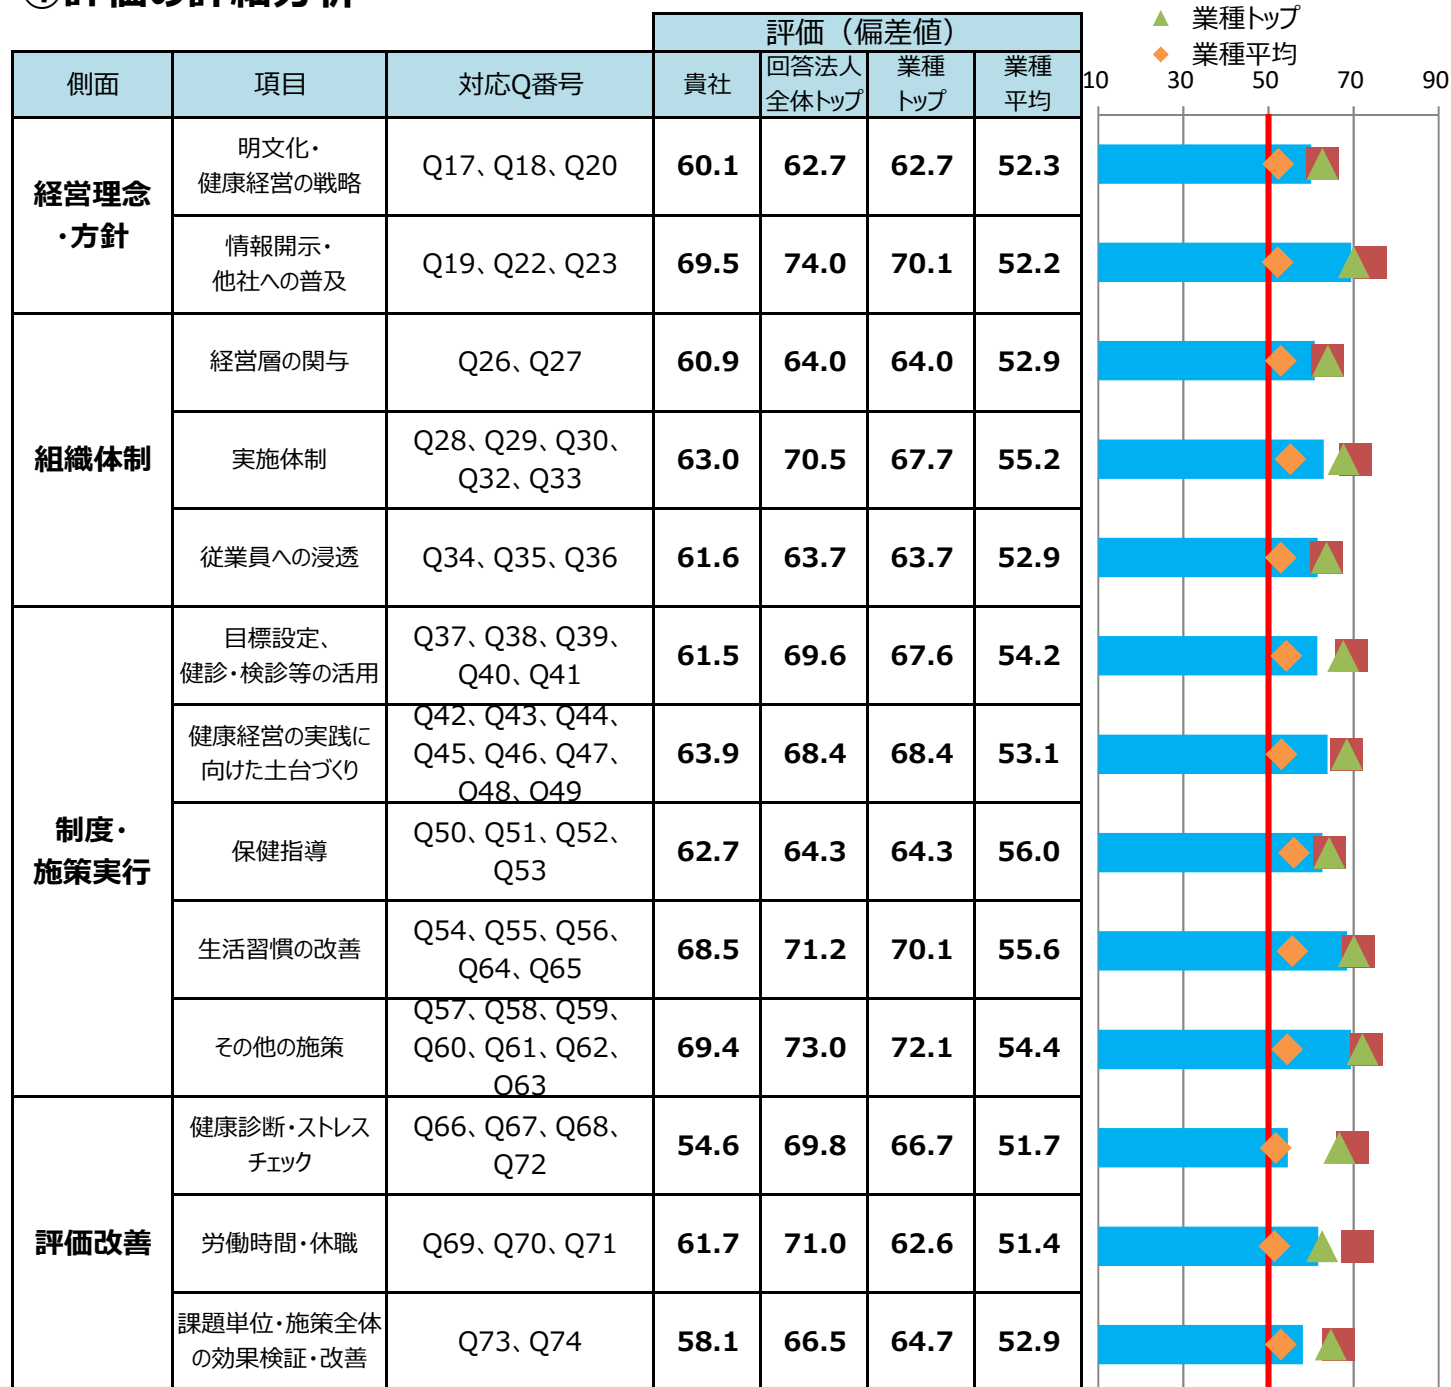 ①評価の詳細分析
▲ 業種トップ
◆ 業種平均
評価（偏差値）
側面 項目 対応Q番号 貴社 回答法人 業種 業種
全体トップ トップ 平均
10 30 50 70 90
経営理念
・方針
明文化・
健康経営の戦略
Q17、Q18、Q20 60.1 62.7 62.7 52.3
情報開示・
他社への普及
Q19、Q22、Q23 69.5 74.0 70.1 52.2
組織体制
経営層の関与 Q26、Q27 60.9 64.0 64.0 52.9
実施体制
Q28、Q29、Q30、
Q32、Q33
63.0 70.5 67.7 55.2
従業員への浸透 Q34、Q35、Q36 61.6 63.7 63.7 52.9
制度・
施策実行
目標設定、
健診・検診等の活用
Q37、Q38、Q39、
Q40、Q41
61.5 69.6 67.6 54.2
健康経営の実践に
向けた土台づくり
Q42、Q43、Q44、
Q45、Q46、Q47、
Q48、Q49
63.9 68.4 68.4 53.1
保健指導
Q50、Q51、Q52、
Q53
62.7 64.3 64.3 56.0
生活習慣の改善
Q54、Q55、Q56、
Q64、Q65
68.5 71.2 70.1 55.6
その他の施策
Q57、Q58、Q59、
Q60、Q61、Q62、
Q63
69.4 73.0 72.1 54.4
評価改善
健康診断・ストレス
チェック
Q66、Q67、Q68、
Q72
54.6 69.8 66.7 51.7
労働時間・休職 Q69、Q70、Q71 61.7 71.0 62.6 51.4
課題単位・施策全体
の効果検証・改善
Q73、Q74 58.1 66.5 64.7 52.9